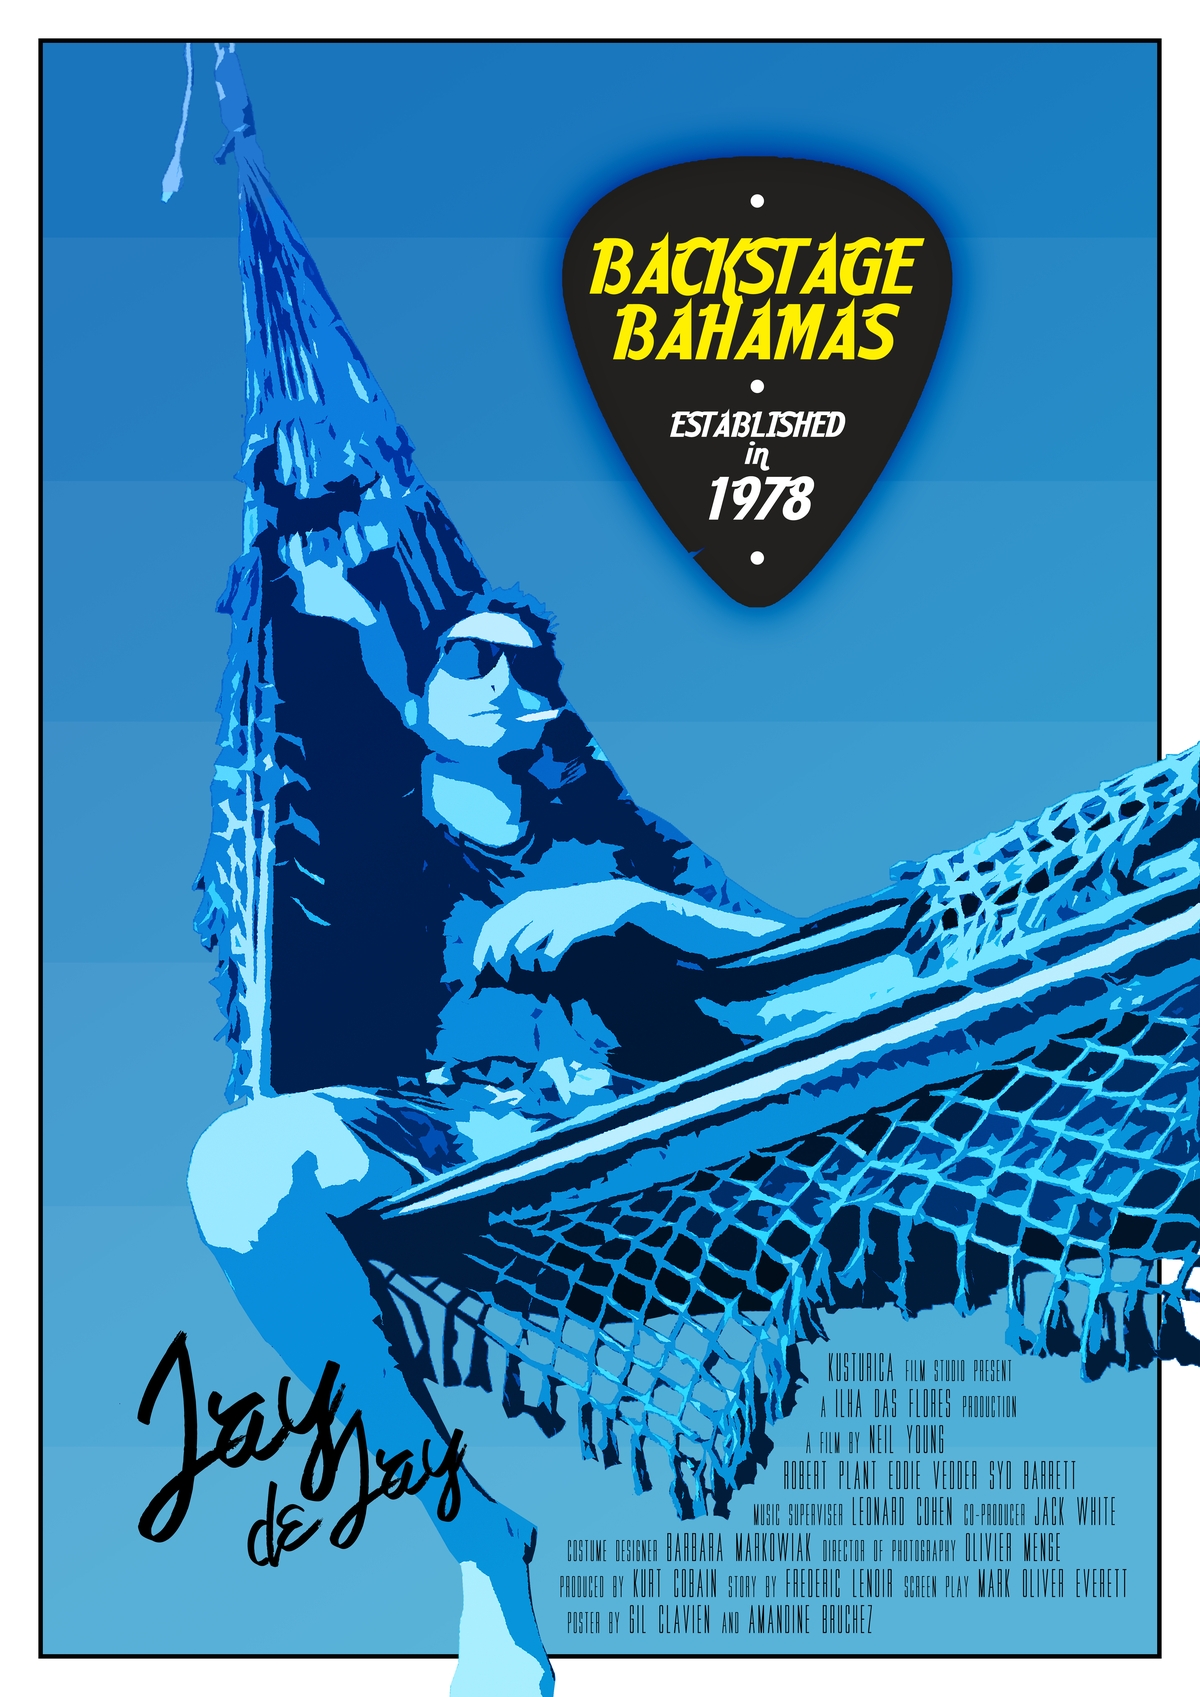 BACKSTAGE
BAHAMAS
ESTABLISHED
in
1978
Jay Jay
de
KUSTURICA FILM STUDIO PRESENT
A ILHA DAS FLORES PRODUCTION
A FILM BY NEIL YOUNG
ROBERT PLANT EDDIE VEDDER SYD BARRETT
MUSIC SUPERVISER LEONARD COHEN CO-PRODUCER JACK WHITE
COSTUME DESIGNER BARBARA MARKOWIAK DIRECTOR OF PHOTOGRAPHY OLIVIER MENGE
PRODUCED BY KURT COBAIN STORY BY FREDERIC LENOIR SCREEN PLAY MARK OLIVER EVERETT
POSTER BY GIL CLAVIEN AND AMANDINE BRUCHEZ